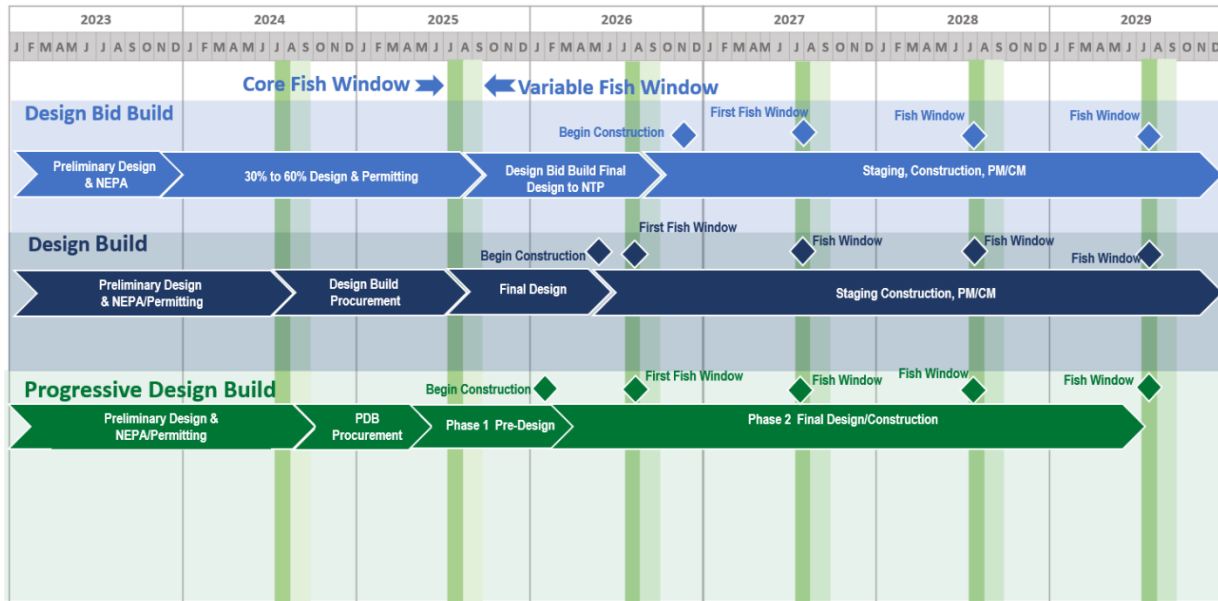 2023 2024 2025 2026 2027 2028 2029
J F M A M J J A S O N D J F M A M J J A S O N D J F M A M J J A S O N D J F M A M J J A S O N D J F M A M J J A S O N D J F M A M J J A S O N D J F M A M J J A S O N D
Core Fish Window
Variable Fish Window
Design Bid Build
Begin Construction
First Fish Window
Fish Window
Fish Window
Preliminary Design
& NEPA
30% to 60% Design & Permitting
Design Bid Build Final
Design to NTP
Staging, Construction, PM/CM
Design Build
Begin Construction
First Fish Window
Fish Window
Fish Window
Fish Window
Preliminary Design
& NEPA/Permitting
Design Build
Procurement
Final Design
Staging Construction, PM/CM
Progressive Design Build
Begin Construction
First Fish Window
Fish Window
Fish Window
Fish Window
Preliminary Design &
NEPA/Permitting
PDB
Procurement
Phase 1 Pre-Design
Phase 2 Final Design/Construction